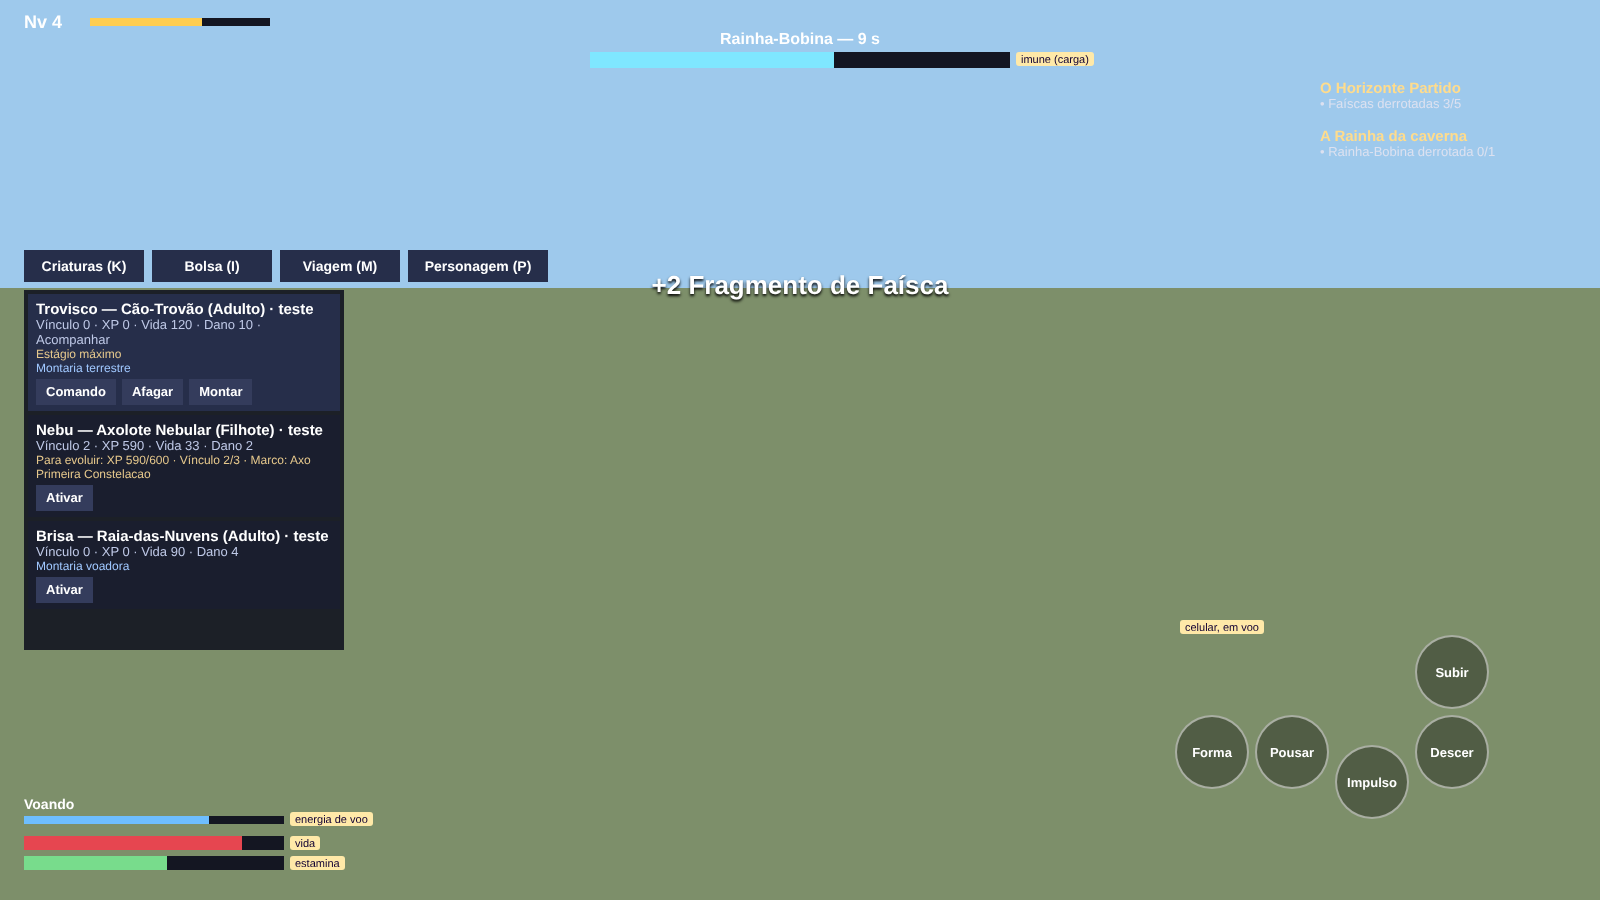 Nv 4
Rainha-Bobina — 9 s
imune (carga)
O Horizonte Partido
• Faíscas derrotadas 3/5
A Rainha da caverna
• Rainha-Bobina derrotada 0/1
Criaturas (K)
Bolsa (I)
Viagem (M)
Personagem (P)
+2 Fragmento de Faísca
Trovisco — Cão-Trovão (Adulto) · teste
Vínculo 0 · XP 0 · Vida 120 · Dano 10 ·
Acompanhar
Estágio máximo
Montaria terrestre
Comando
Afagar
Montar
Nebu — Axolote Nebular (Filhote) · teste
Vínculo 2 · XP 590 · Vida 33 · Dano 2
Para evoluir: XP 590/600 · Vínculo 2/3 · Marco: Axo
Primeira Constelacao
Ativar
Brisa — Raia-das-Nuvens (Adulto) · teste
Vínculo 0 · XP 0 · Vida 90 · Dano 4
Montaria voadora
Ativar
celular, em voo
Subir
Forma
Pousar
Impulso
Descer
Voando
energia de voo
vida
estamina